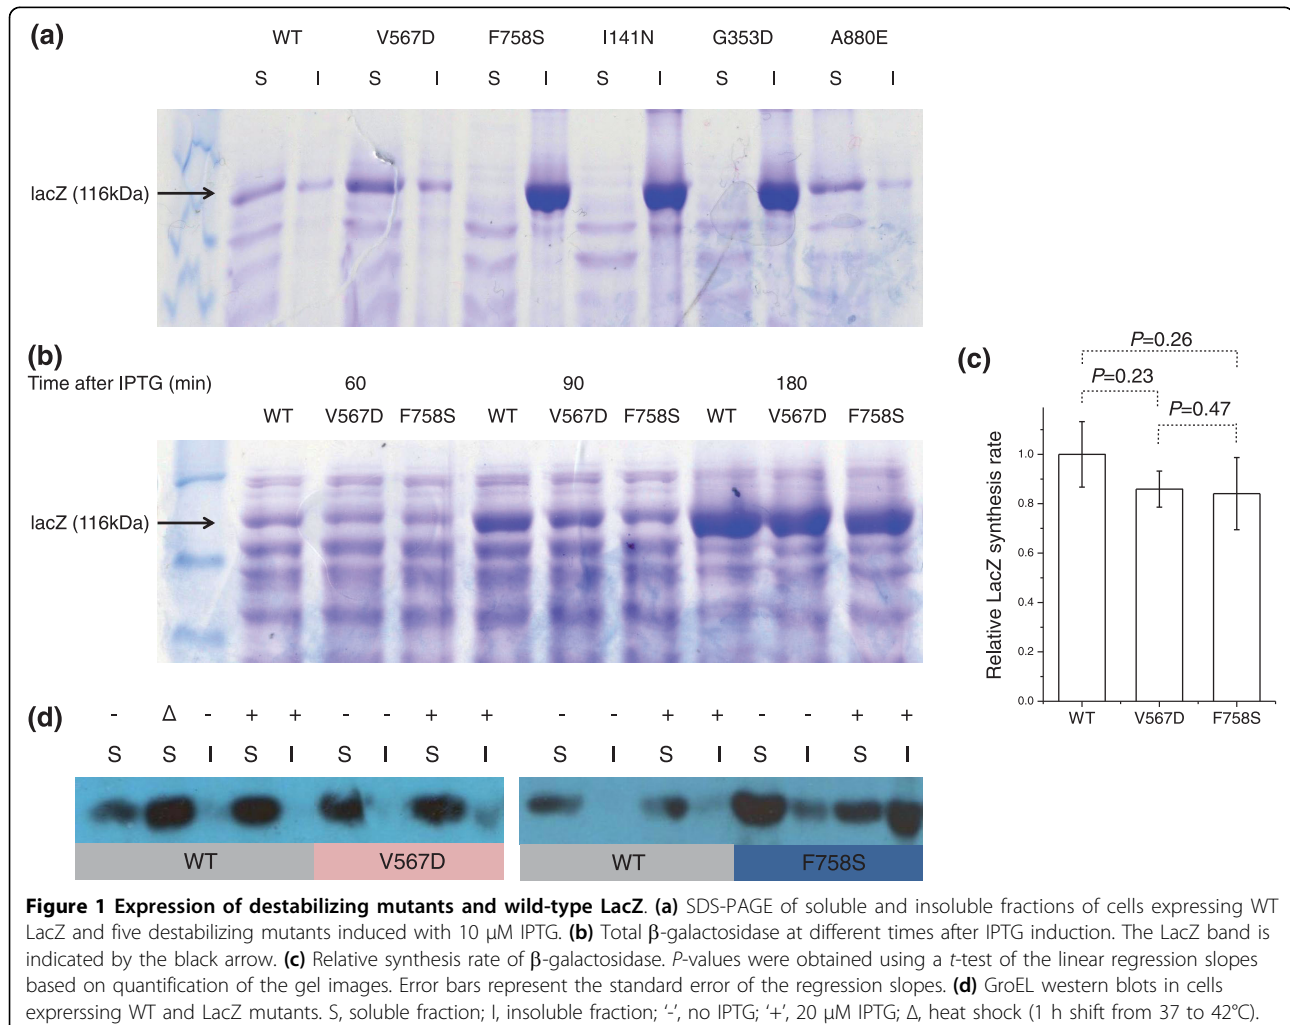 (a)
WT V567D F758S I141N G353D A880E
S I S I S I S I S I S I
lacZ (116kDa)
(b)
Time after IPTG (min) 60 90 180
WT V567D F758S WT V567D F758S WT V567D F758S
lacZ (116kDa)
(c)
P=0.26
P=0.23
P=0.47
Relative LacZ synthesis rate
1.0
0.8
0.6
0.4
0.2
0.0
WT V567D F758S
(d)
- Δ - + + - - + + - - + + - - + +
S S I S I S I S I S I S I S I S I
WT V567D WT F758S
Figure 1 Expression of destabilizing mutants and wild-type LacZ. (a) SDS-PAGE of soluble and insoluble fractions of cells expressing WT
LacZ and five destabilizing mutants induced with 10 μM IPTG. (b) Total β-galactosidase at different times after IPTG induction. The LacZ band is
indicated by the black arrow. (c) Relative synthesis rate of β-galactosidase. P-values were obtained using a t-test of the linear regression slopes
based on quantification of the gel images. Error bars represent the standard error of the regression slopes. (d) GroEL western blots in cells
experssing WT and LacZ mutants. S, soluble fraction; I, insoluble fraction; ‘-’, no IPTG; ‘+’, 20 μM IPTG; Δ, heat shock (1 h shift from 37 to 42°C).